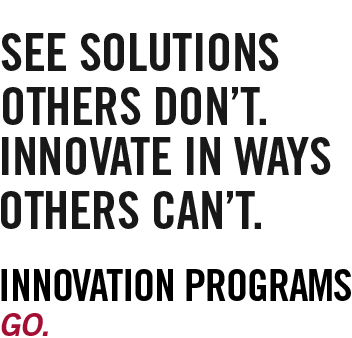 SEE SOLUTIONS
OTHERS DON'T.
INNOVATE IN WAYS
OTHERS CAN'T.
INNOVATION PROGRAMS
GO.